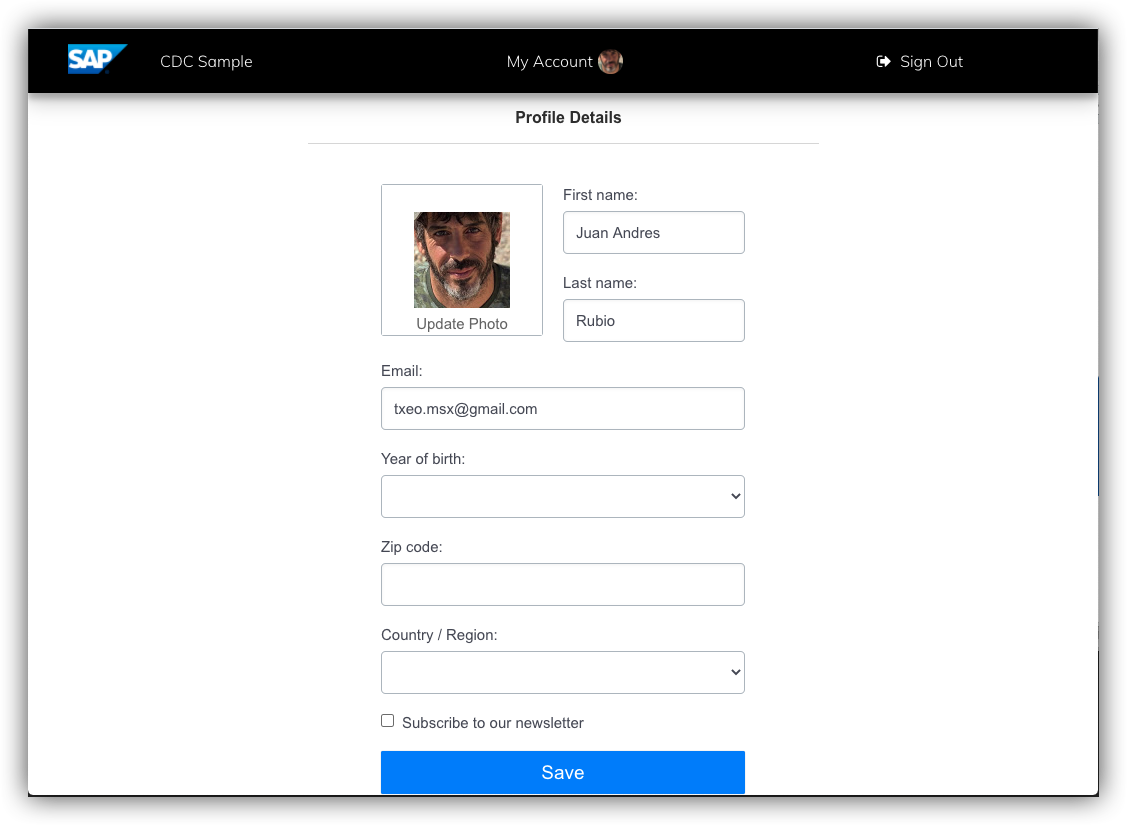 SAP
CDC Sample
My Account
Sign Out
Profile Details
First name:
Juan Andres
Last name:
Rubio
Update Photo
Email:
txeo.msx@gmail.com
Year of birth:
Zip code:
Country / Region:
Subscribe to our newsletter
Save